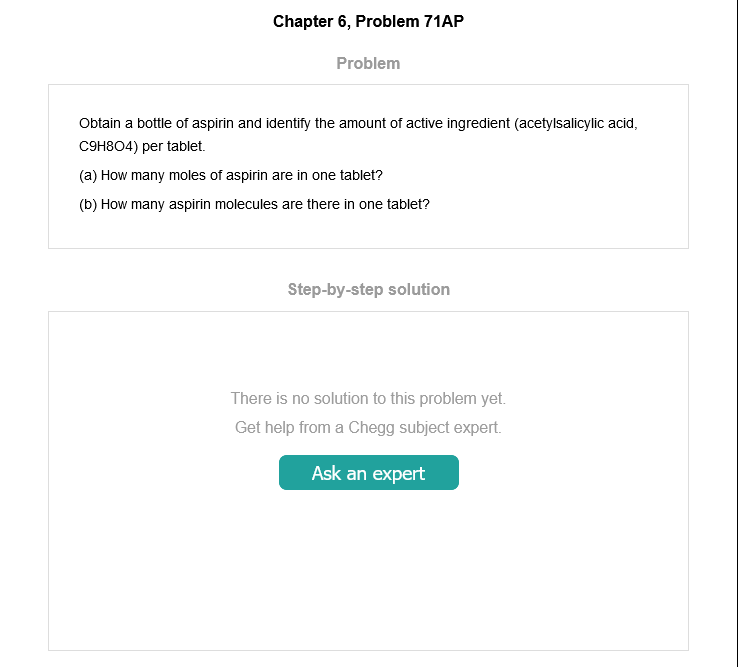 Chapter 6, Problem 71AP
Problem
Obtain a bottle of aspirin and identify the amount of active ingredient (acetylsalicylic acid,
C9H8O4) per tablet.
(a) How many moles of aspirin are in one tablet?
(b) How many aspirin molecules are there in one tablet?
Step-by-step solution
There is no solution to this problem yet.
Get help from a Chegg subject expert.
Ask an expert